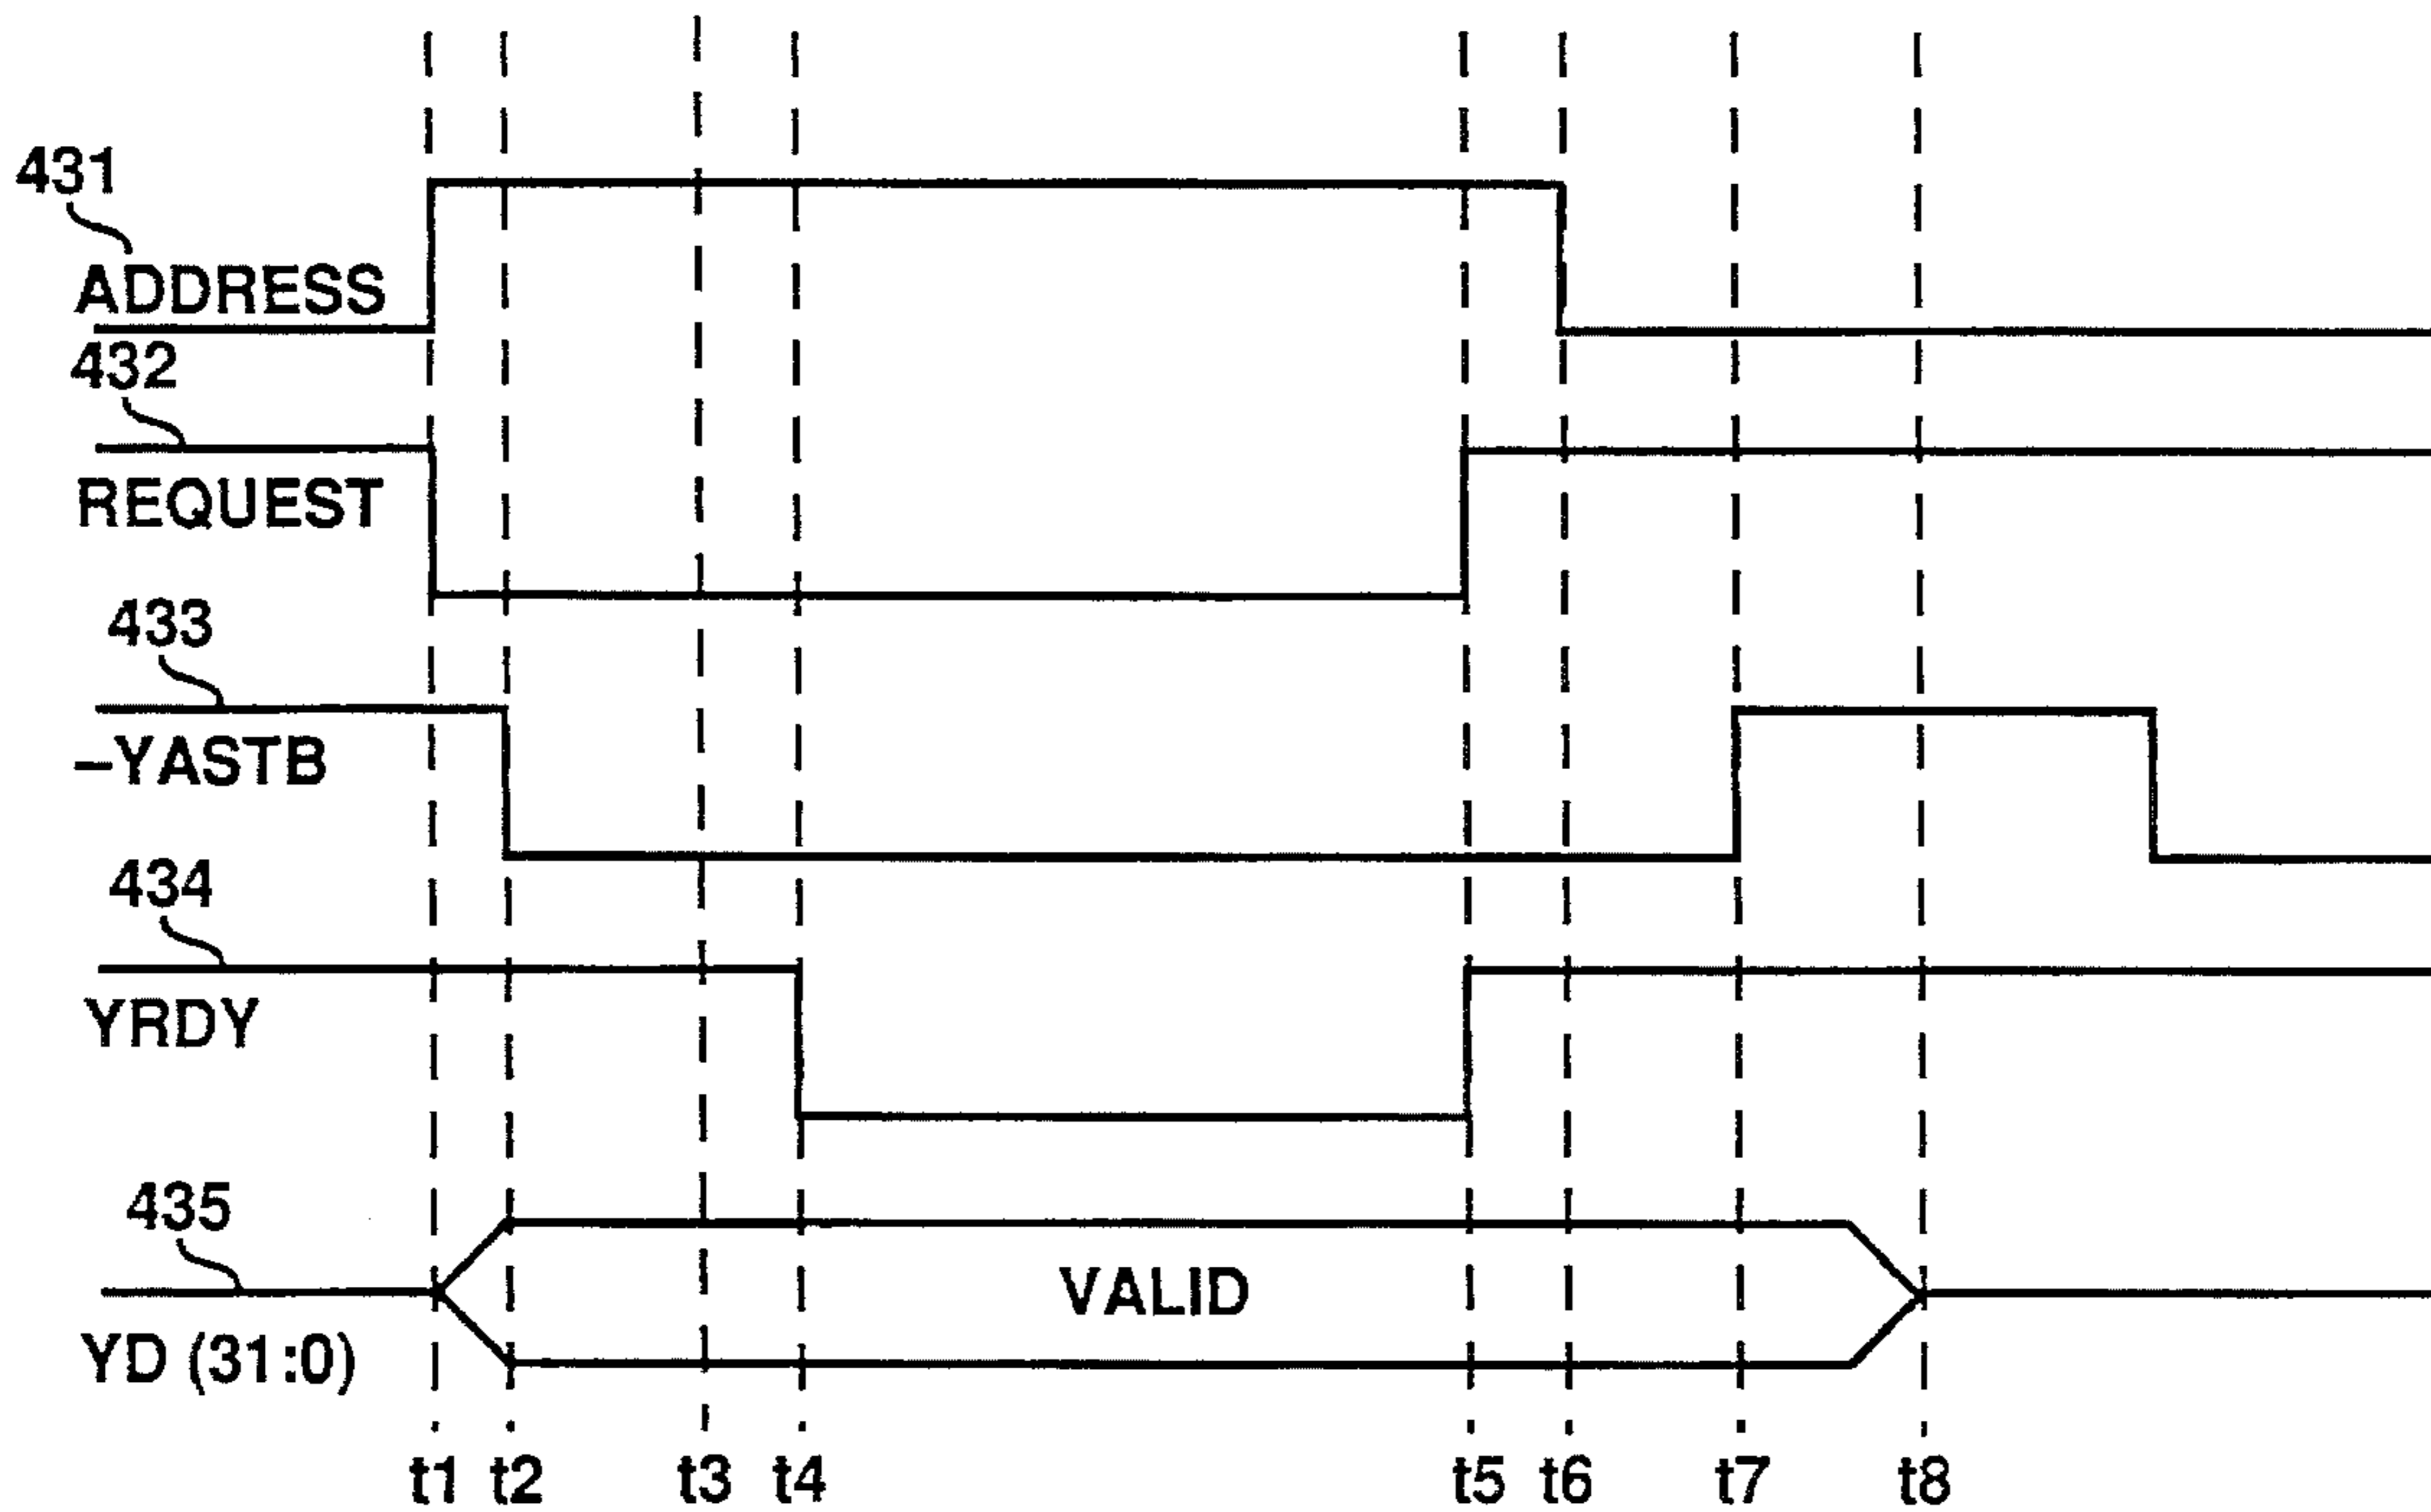 431
ADDRESS
432
REQUEST
433
–YASTB
434
YRDY
435
VALID
YD (31:0)
t1 t2 t3 t4 t5 t6 t7 t8